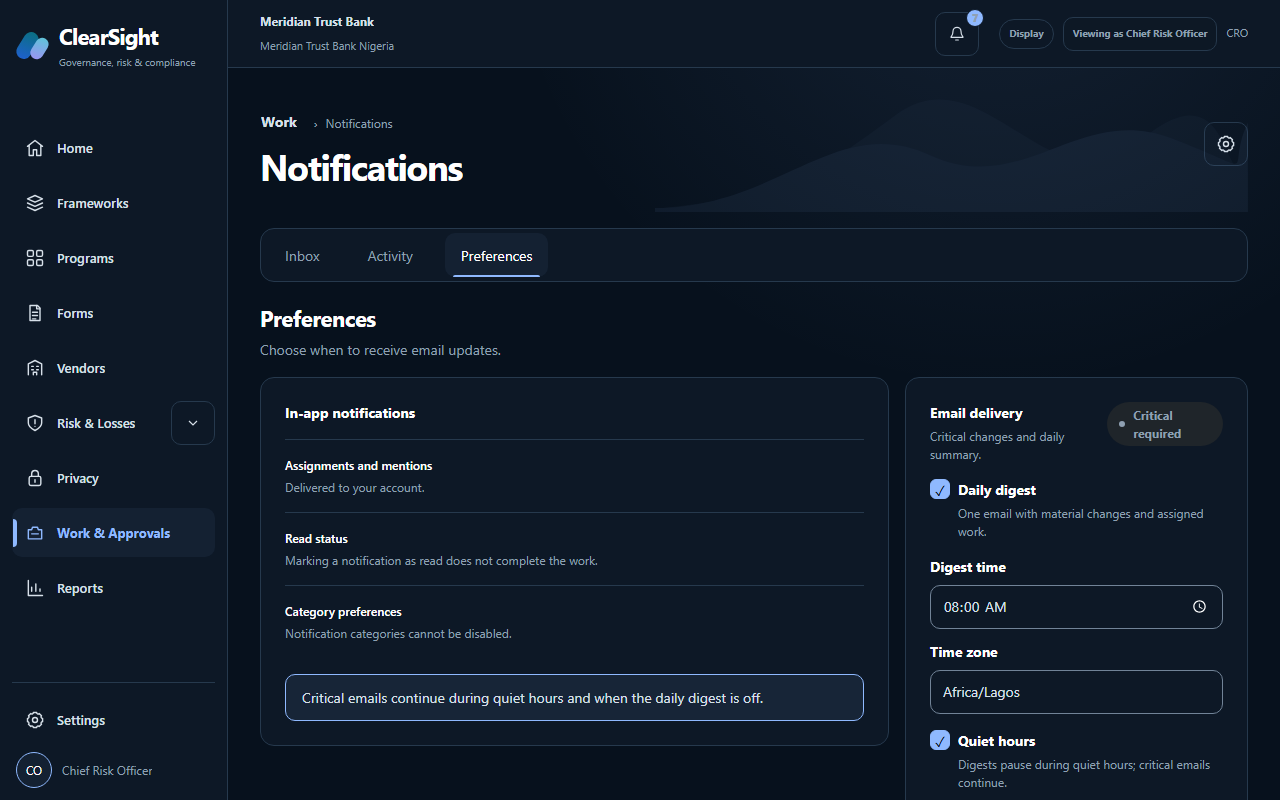 ClearSight
Governance, risk & compliance
Home
Frameworks
Programs
Forms
Vendors
Risk & Losses
Privacy
Work & Approvals
Reports
Settings
CO
Chief Risk Officer
Meridian Trust Bank
Meridian Trust Bank Nigeria
7
Display
Viewing as Chief Risk Officer
CRO
Work › Notifications
Notifications
Inbox
Activity
Preferences
Preferences
Choose when to receive email updates.
In-app notifications
Assignments and mentions
Delivered to your account.
Read status
Marking a notification as read does not complete the work.
Category preferences
Notification categories cannot be disabled.
Critical emails continue during quiet hours and when the daily digest is off.
Email delivery
Critical changes and daily
summary.
Critical
required
Daily digest
One email with material changes and assigned
work.
Digest time
08:00 AM
Time zone
Africa/Lagos
Quiet hours
Digests pause during quiet hours; critical emails
continue.